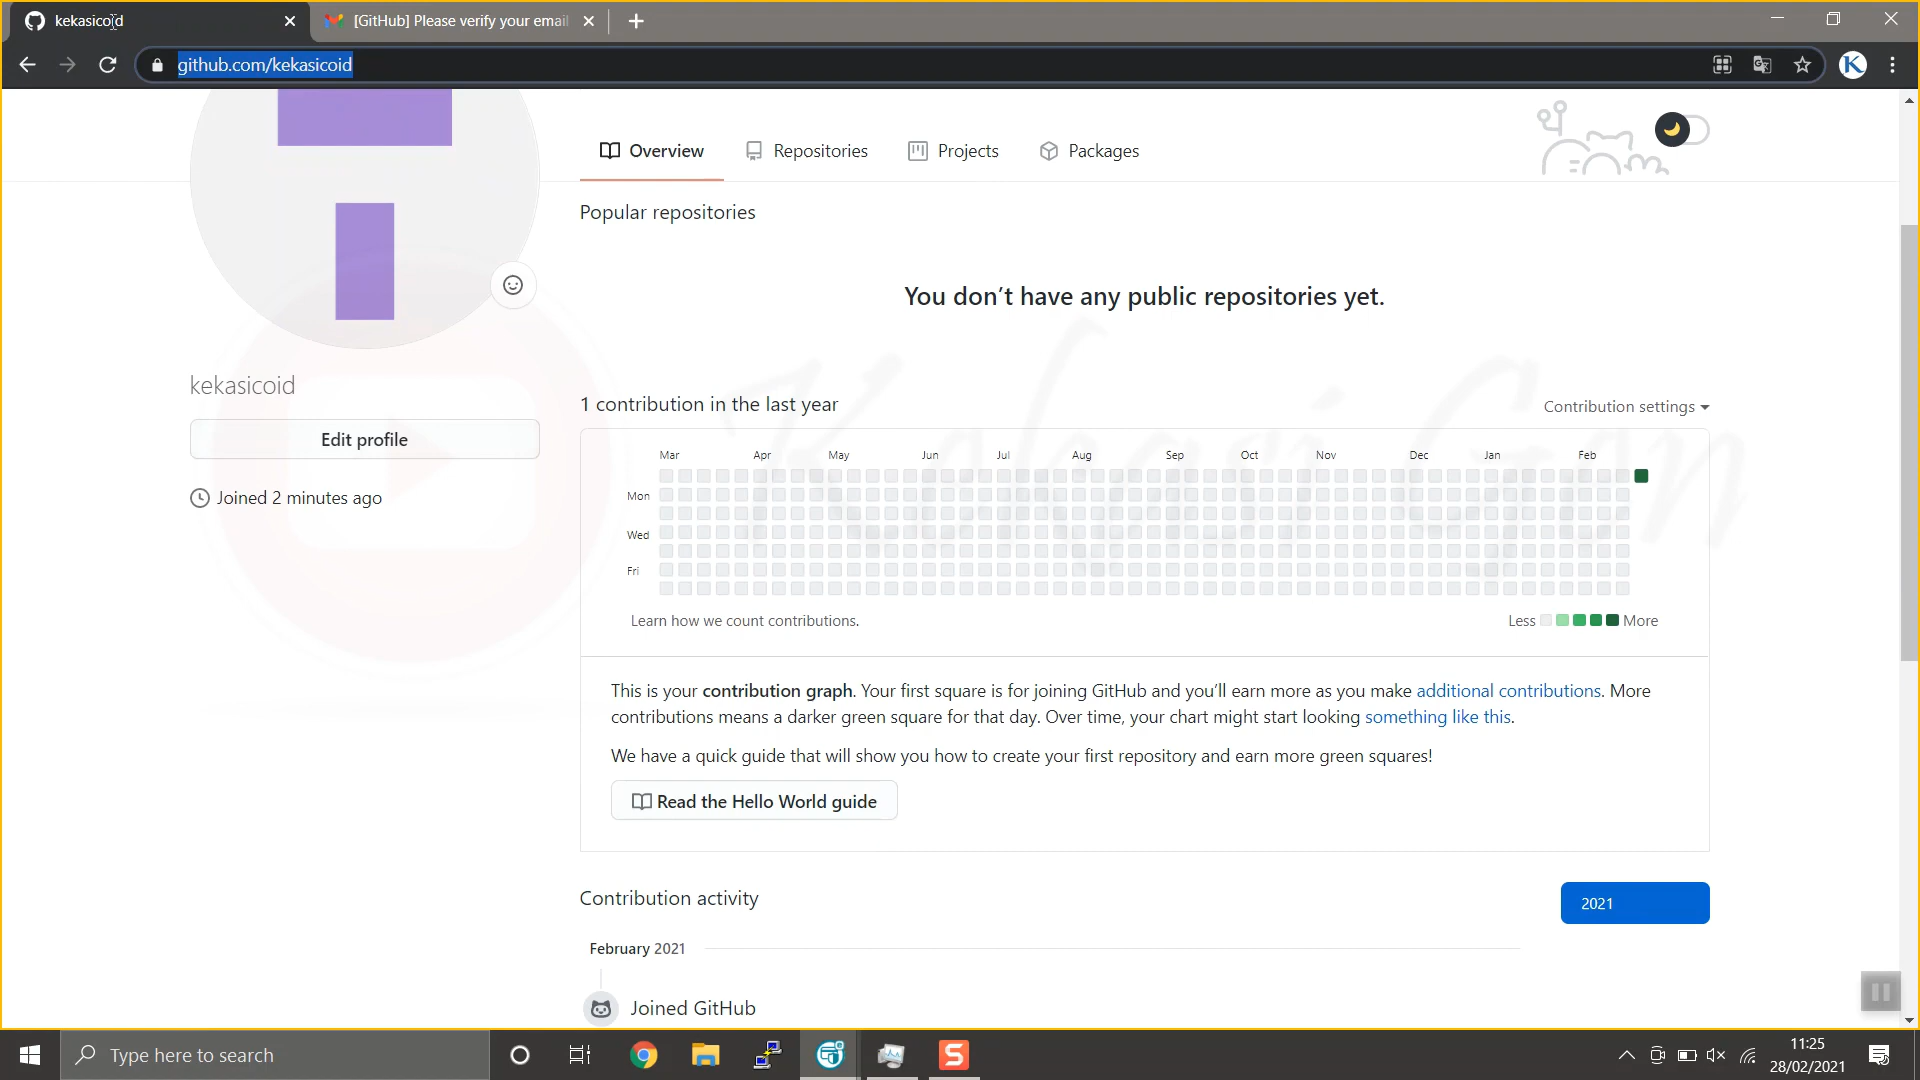 kekasicoid
[GitHub] Please verify your email
github.com/kekasicoid
Overview
Repositories
Projects
Packages
Popular repositories
You don’t have any public repositories yet.
kekasicoid
Edit profile
Joined 2 minutes ago
1 contribution in the last year
Contribution settings
Mar Apr May Jun Jul Aug Sep Oct Nov Dec Jan Feb
Mon
Wed
Fri
Learn how we count contributions.
Less More
This is your contribution graph. Your first square is for joining GitHub and you’ll earn more as you make additional contributions. More
contributions means a darker green square for that day. Over time, your chart might start looking something like this.
We have a quick guide that will show you how to create your first repository and earn more green squares!
Read the Hello World guide
Contribution activity
2021
February 2021
Joined GitHub
Type here to search
11:25
28/02/2021